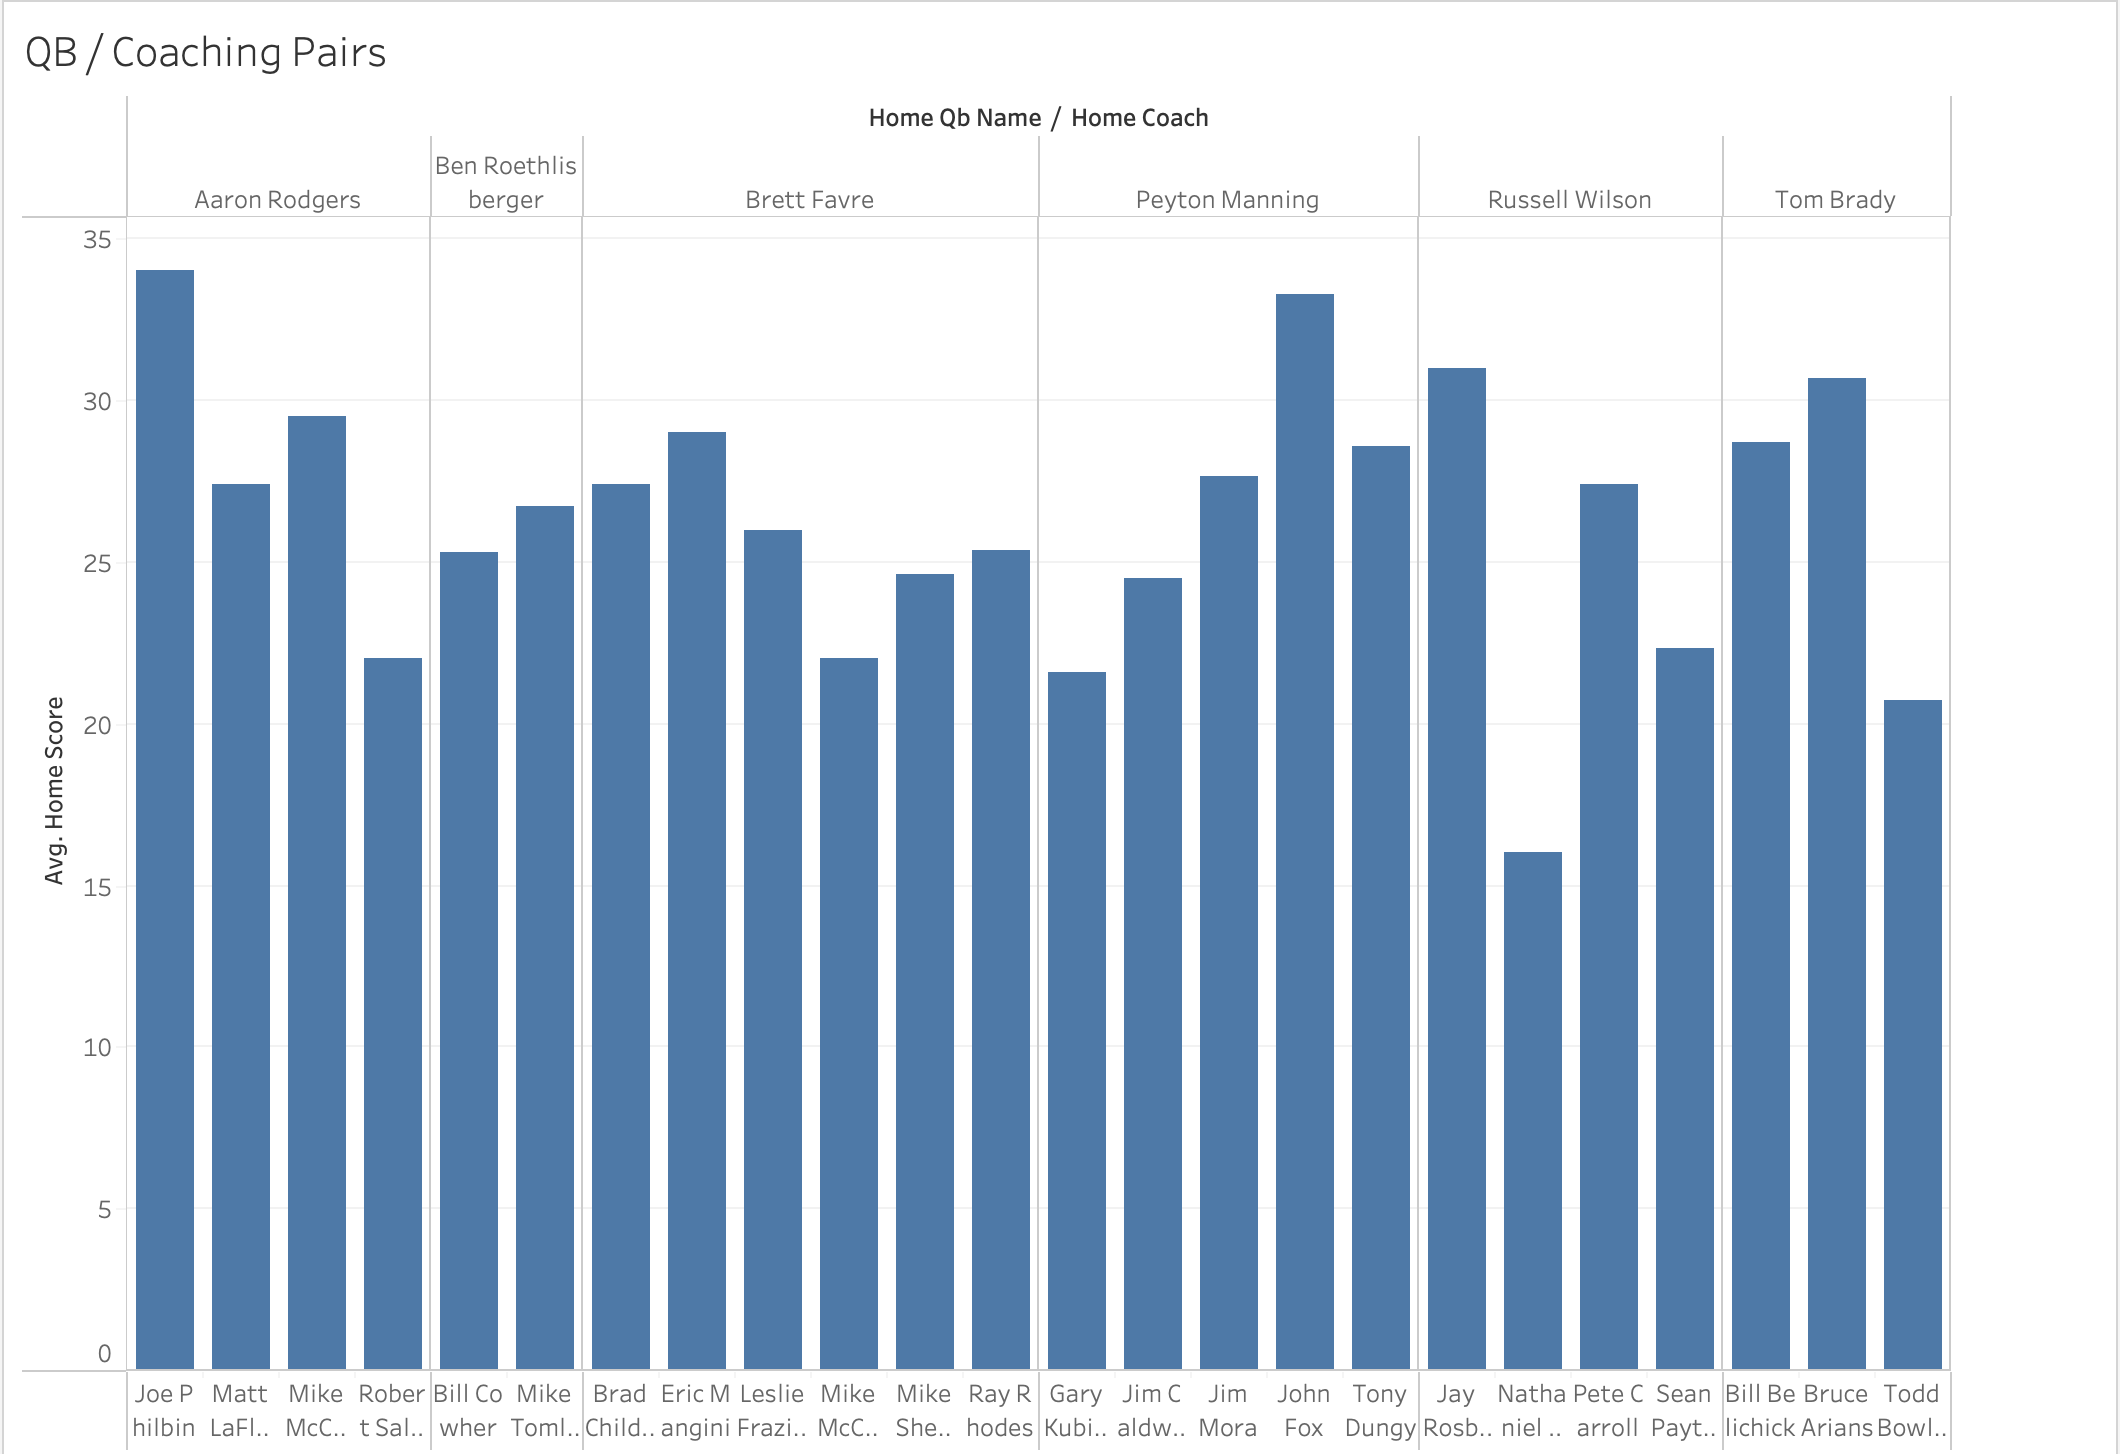 QB / Coaching Pairs
Home Qb Name / Home Coach
Aaron Rodgers
Ben Roethlis
berger
Brett Favre
Peyton Manning
Russell Wilson
Tom Brady
35
30
25
20
15
10
5
0
Avg. Home Score
Joe P
hilbin
Matt
LaFl..
Mike
McC..
Rober
t Sal..
Bill Co
wher
Mike
Toml..
Brad
Child..
Eric M
angini
Leslie
Frazi..
Mike
McC..
Mike
She..
Ray R
hodes
Gary
Kubi..
Jim C
aldw..
Jim
Mora
John
Fox
Tony
Dungy
Jay
Rosb..
Natha
niel ..
Pete C
arroll
Sean
Payt..
Bill Be
lichick
Bruce
Arians
Todd
Bowl..